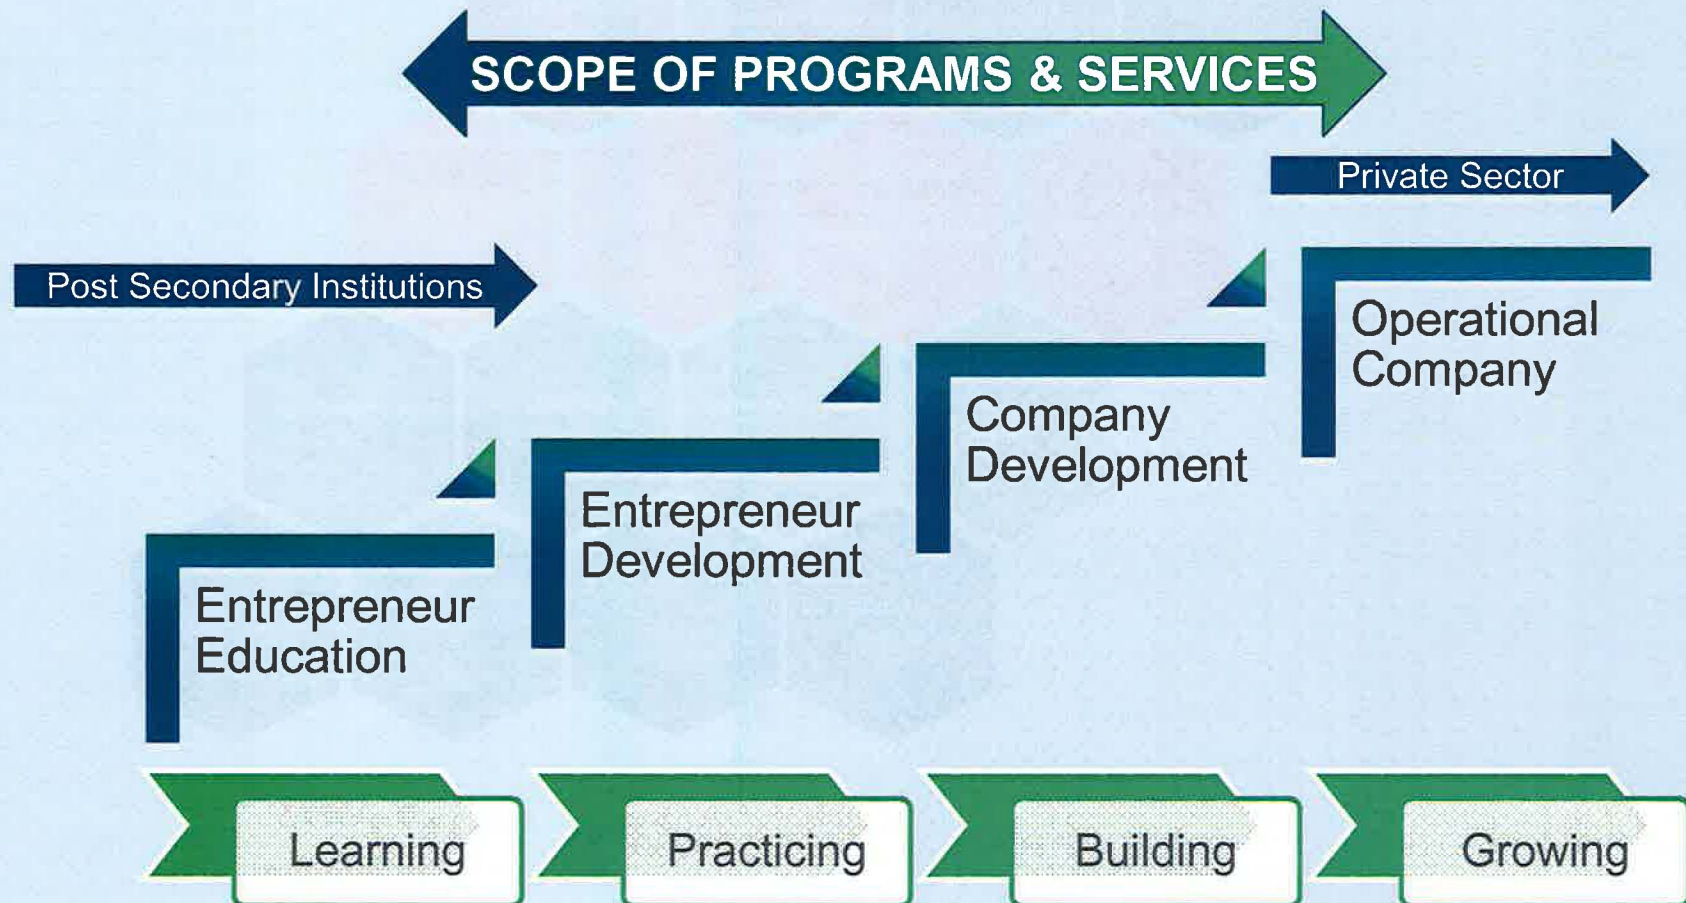 SCOPE OF PROGRAMS & SERVICES
Private Sector
Post Secondary Institutions
Operational
Company
Company
Development
Entrepreneur
Development
Entrepreneur
Education
Learning
Practicing
Building
Growing